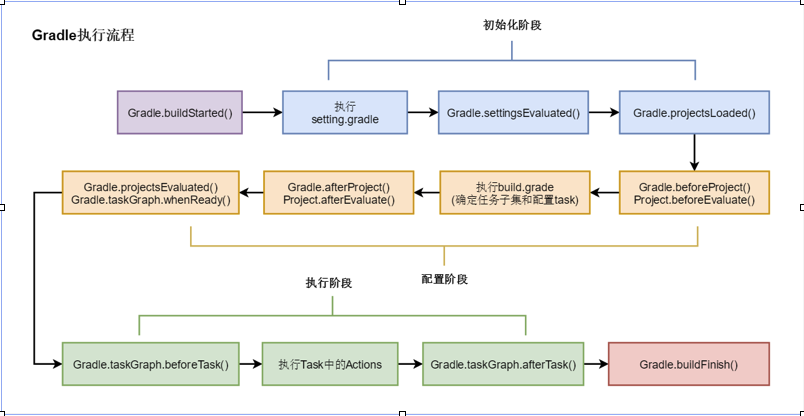 Gradle执行流程
初始化阶段
Gradle.buildStarted()
执行
setting.gradle
Gradle.settingsEvaluated()
Gradle.projectsLoaded()
Gradle.projectsEvaluated()
Gradle.taskGraph.whenReady()
Gradle.afterProject()
Project.afterEvaluate()
执行build.grade
(确定任务子集和配置task)
Gradle.beforeProject()
Project.beforeEvaluate()
执行阶段
配置阶段
Gradle.taskGraph.beforeTask()
执行Task中的Actions
Gradle.taskGraph.afterTask()
Gradle.buildFinish()